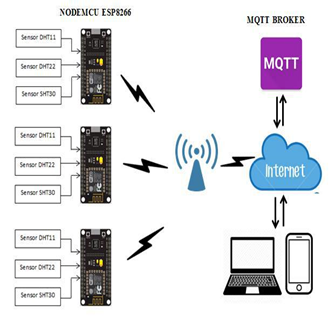 NODEMCU ESP8266
MQTT BROKER
Sensor DHT11
Sensor DHT22
Sensor SHT30
MQTT
Sensor DHT11
Sensor DHT22
Sensor SHT30
Internet
Sensor DHT11
Sensor DHT22
Sensor SHT30